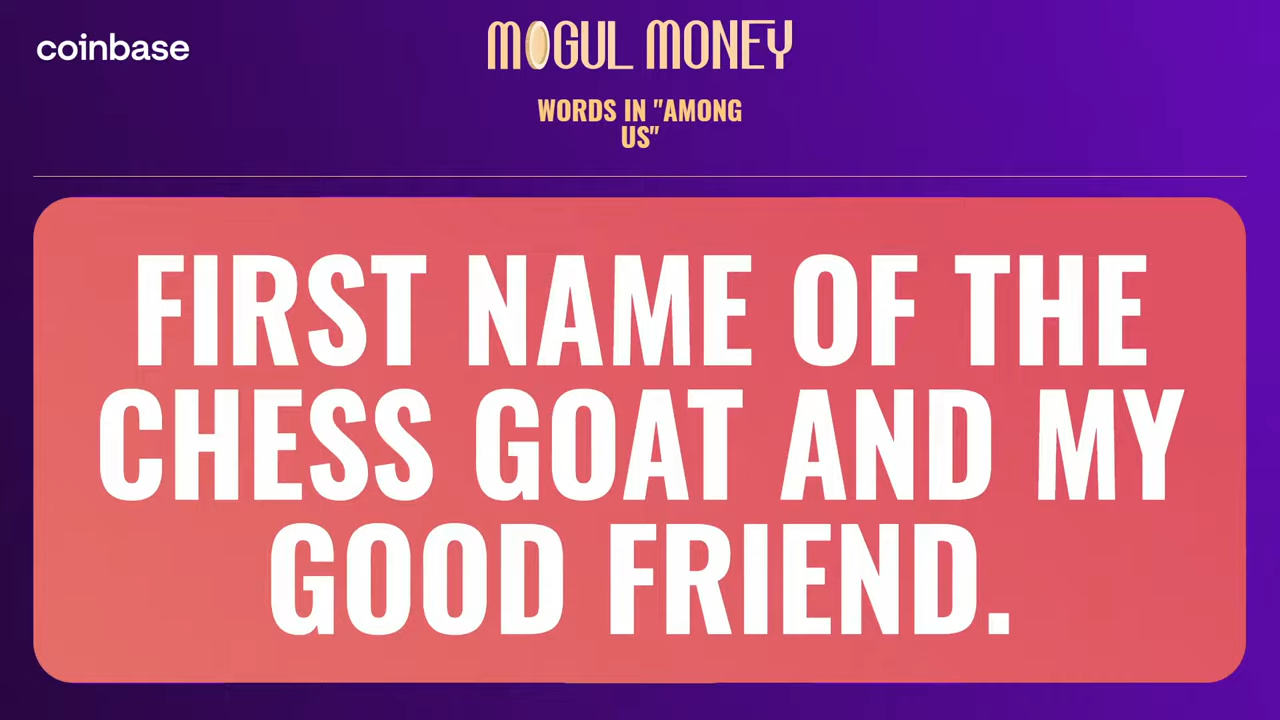 coinbase
MOGUL MONEY
WORDS IN "AMONG
US"
FIRST NAME OF THE
CHESS GOAT AND MY
GOOD FRIEND.